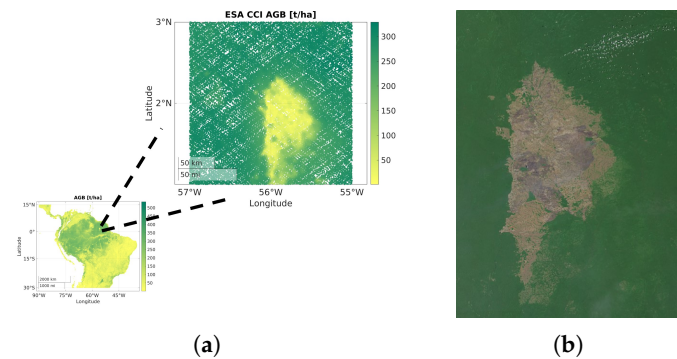 ESA CCI AGB [t/ha]
3°N
2°N
Latitude
50 km
50 mi
57°W
56°W
55°W
Longitude
300
250
200
150
100
50
AGB [t/ha]
15°N
0°
15°S
30°S
Latitude
2000 km
1000 mi
90°W
75°W
60°W
45°W
Longitude
500
450
400
350
300
250
200
150
100
50
(a)
(b)